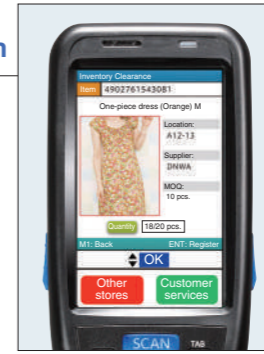 n
Inventory Clearance
Item 4902761543081
One-piece dress (Orange) M
Location:
A12-13
Supplier:
DNWA
MOQ:
10 pcs.
Quantity 18/20 pcs.
M1: Back ENT: Register
OK
Other stores
Customer services
SCAN TAB